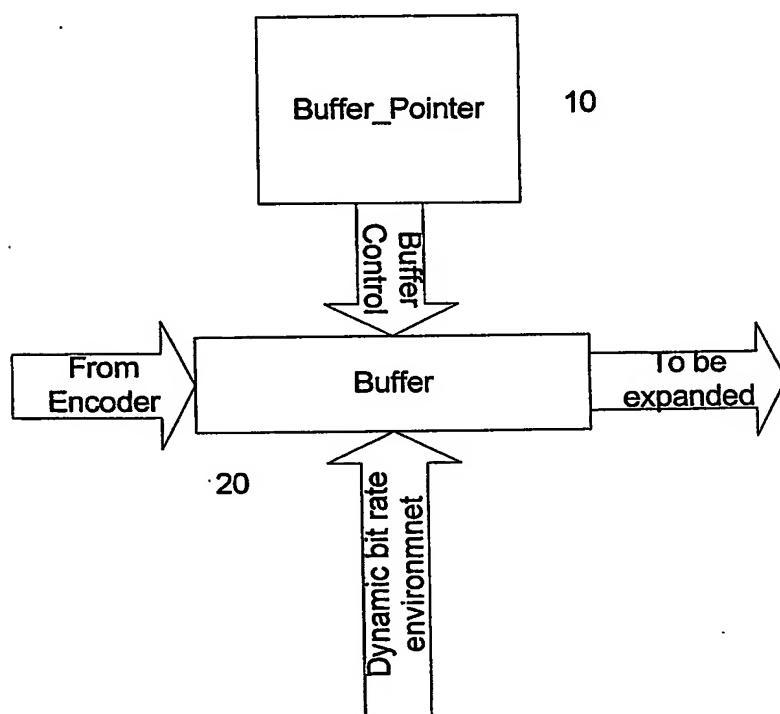 Buffer_Pointer
10
Buffer
Control
From
Encoder
Buffer
To be
expanded
20
Dynamic bit rate
environmnet